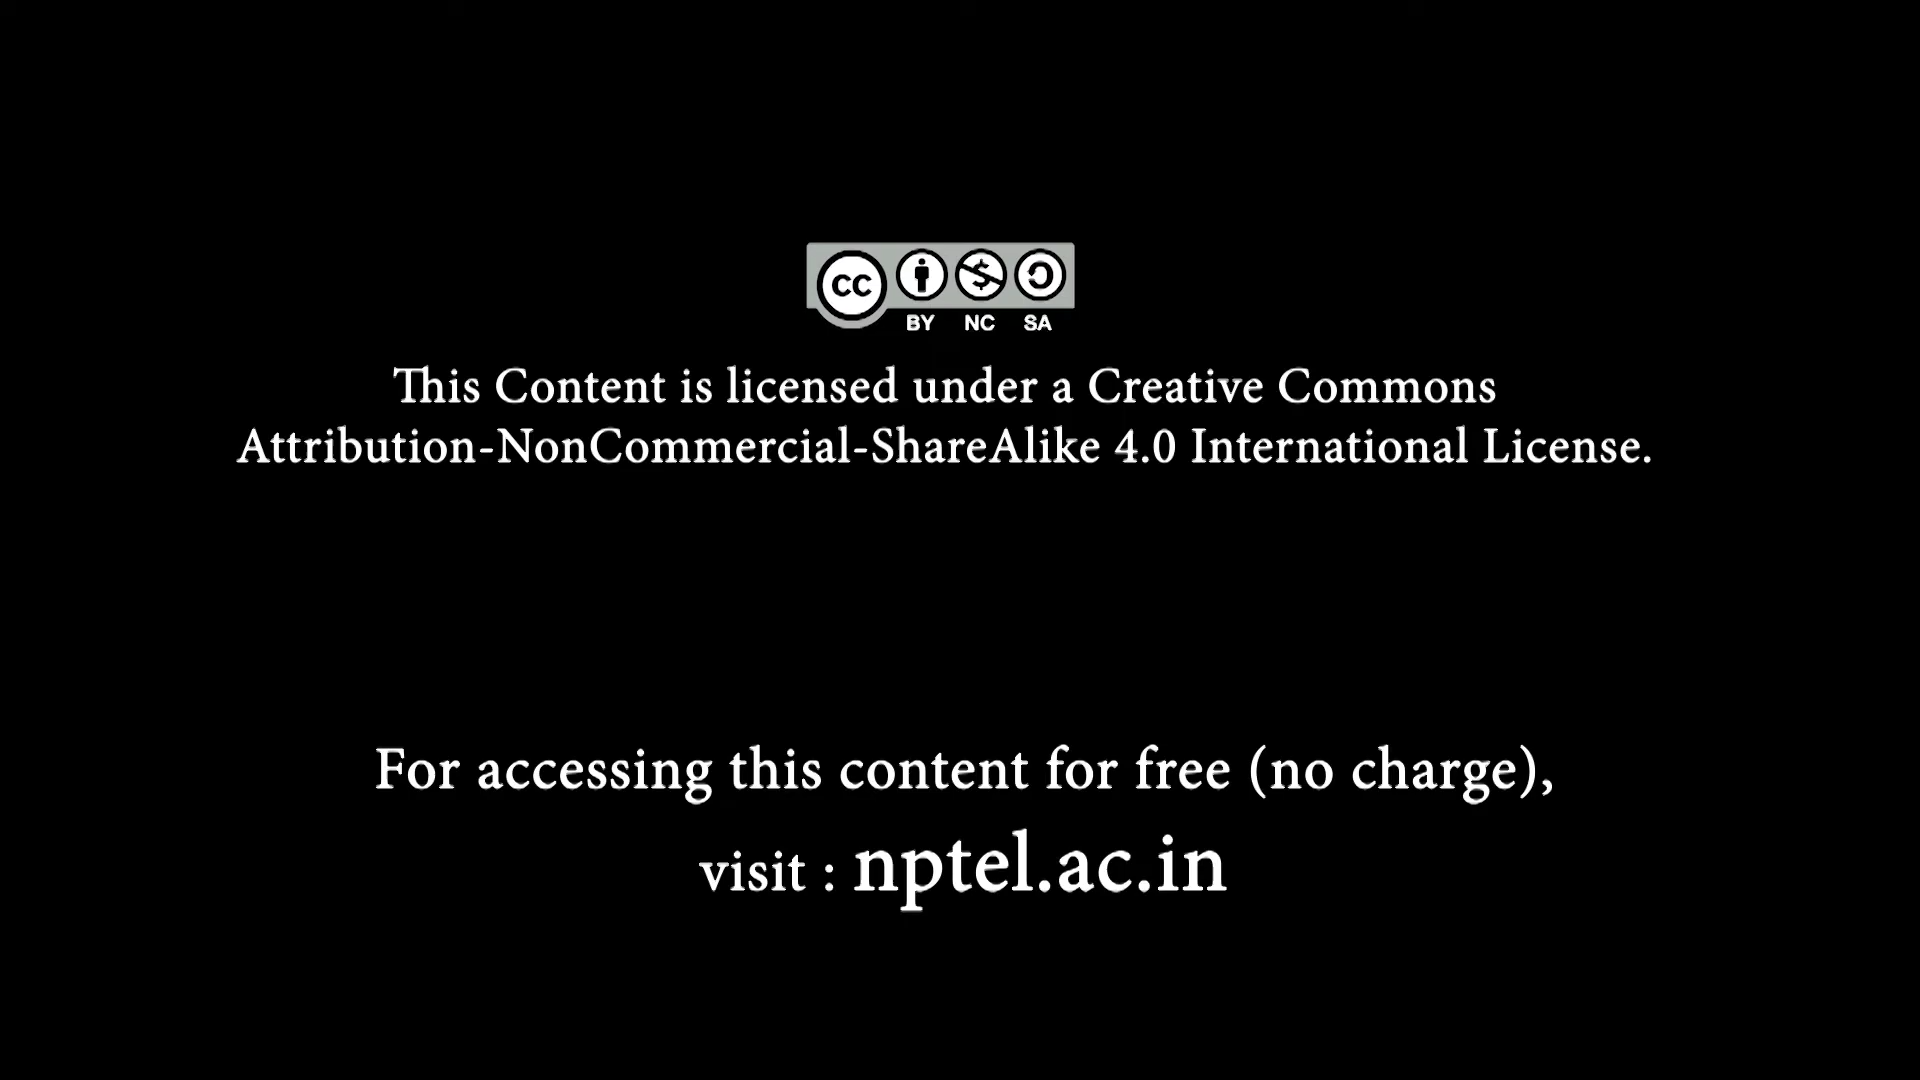 CC BY NC SA
This Content is licensed under a Creative Commons
Attribution-NonCommercial-ShareAlike 4.0 International License.
For accessing this content for free (no charge),
visit : nptel.ac.in